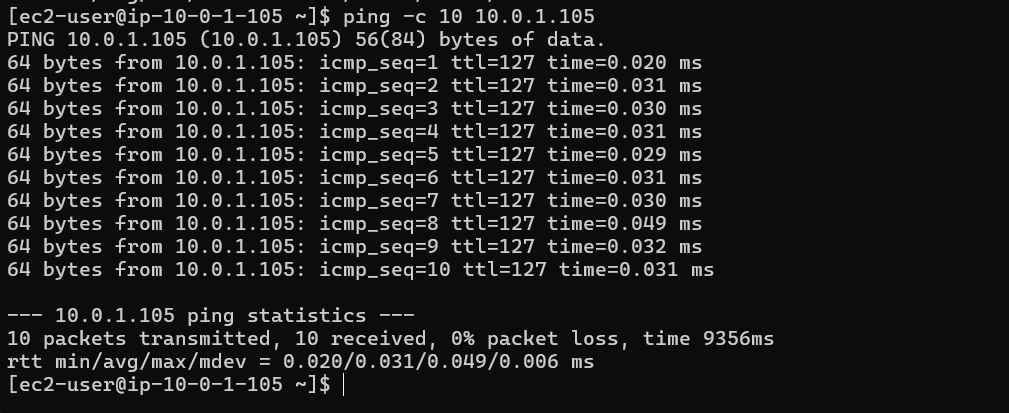 [ec2-user@ip-10-0-1-105 ~]$ ping -c 10 10.0.1.105
PING 10.0.1.105 (10.0.1.105) 56(84) bytes of data.
64 bytes from 10.0.1.105: icmp_seq=1 ttl=127 time=0.020 ms
64 bytes from 10.0.1.105: icmp_seq=2 ttl=127 time=0.031 ms
64 bytes from 10.0.1.105: icmp_seq=3 ttl=127 time=0.030 ms
64 bytes from 10.0.1.105: icmp_seq=4 ttl=127 time=0.031 ms
64 bytes from 10.0.1.105: icmp_seq=5 ttl=127 time=0.029 ms
64 bytes from 10.0.1.105: icmp_seq=6 ttl=127 time=0.031 ms
64 bytes from 10.0.1.105: icmp_seq=7 ttl=127 time=0.030 ms
64 bytes from 10.0.1.105: icmp_seq=8 ttl=127 time=0.049 ms
64 bytes from 10.0.1.105: icmp_seq=9 ttl=127 time=0.032 ms
64 bytes from 10.0.1.105: icmp_seq=10 ttl=127 time=0.031 ms

--- 10.0.1.105 ping statistics ---
10 packets transmitted, 10 received, 0% packet loss, time 9356ms
rtt min/avg/max/mdev = 0.020/0.031/0.049/0.006 ms
[ec2-user@ip-10-0-1-105 ~]$